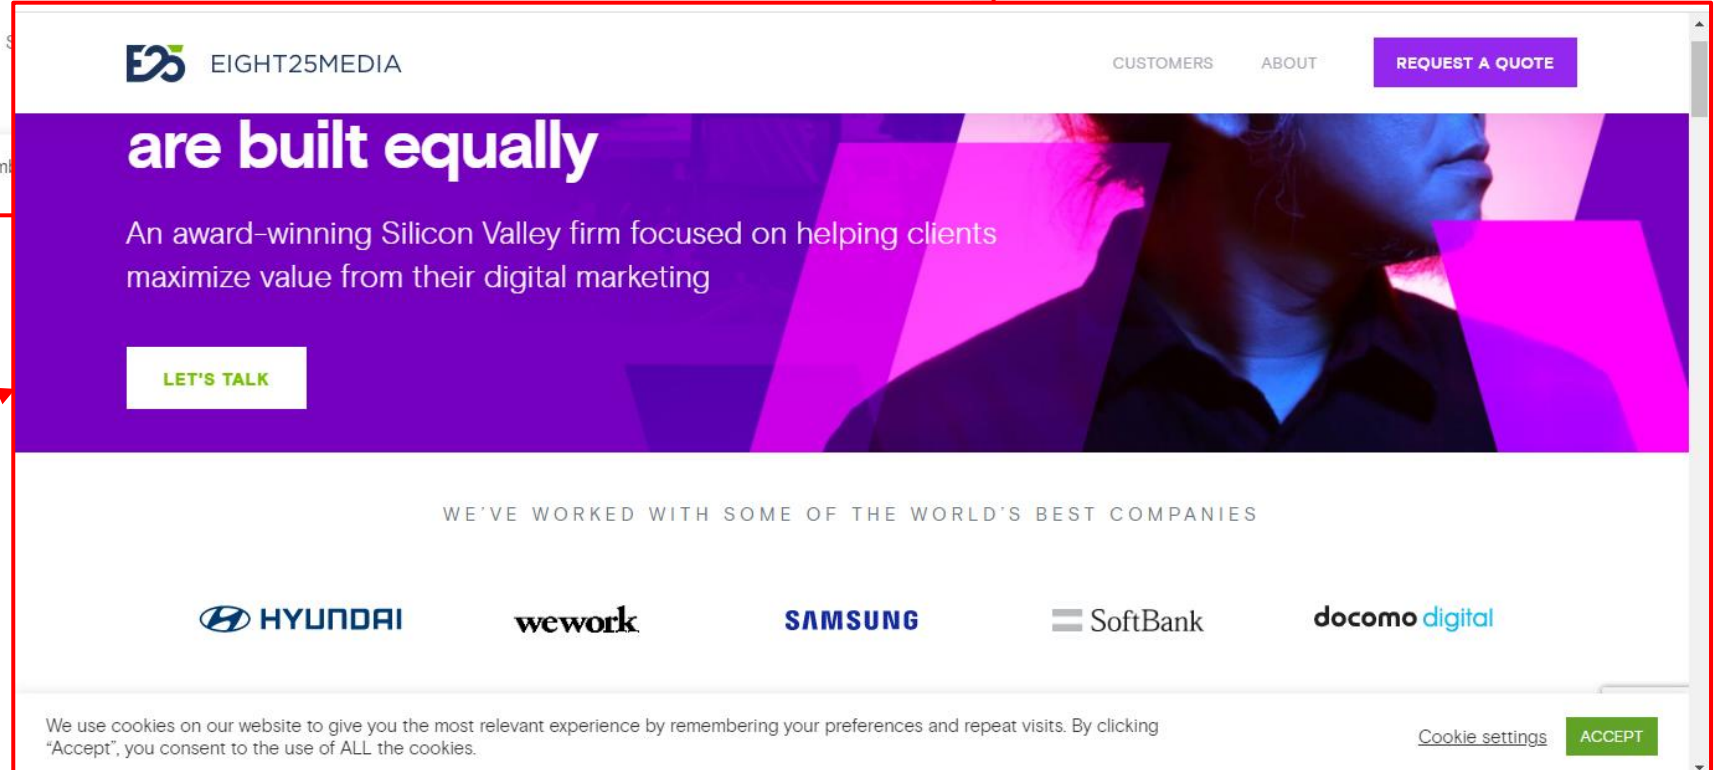 E25 EIGHT25MEDIA
CUSTOMERS ABOUT REQUEST A QUOTE
are built equally
An award-winning Silicon Valley firm focused on helping clients
maximize value from their digital marketing
LET'S TALK
WE'VE WORKED WITH SOME OF THE WORLD'S BEST COMPANIES
HYUNDAI wework SAMSUNG SoftBank docomo digital
We use cookies on our website to give you the most relevant experience by remembering your preferences and repeat visits. By clicking
“Accept”, you consent to the use of ALL the cookies.
Cookie settings ACCEPT